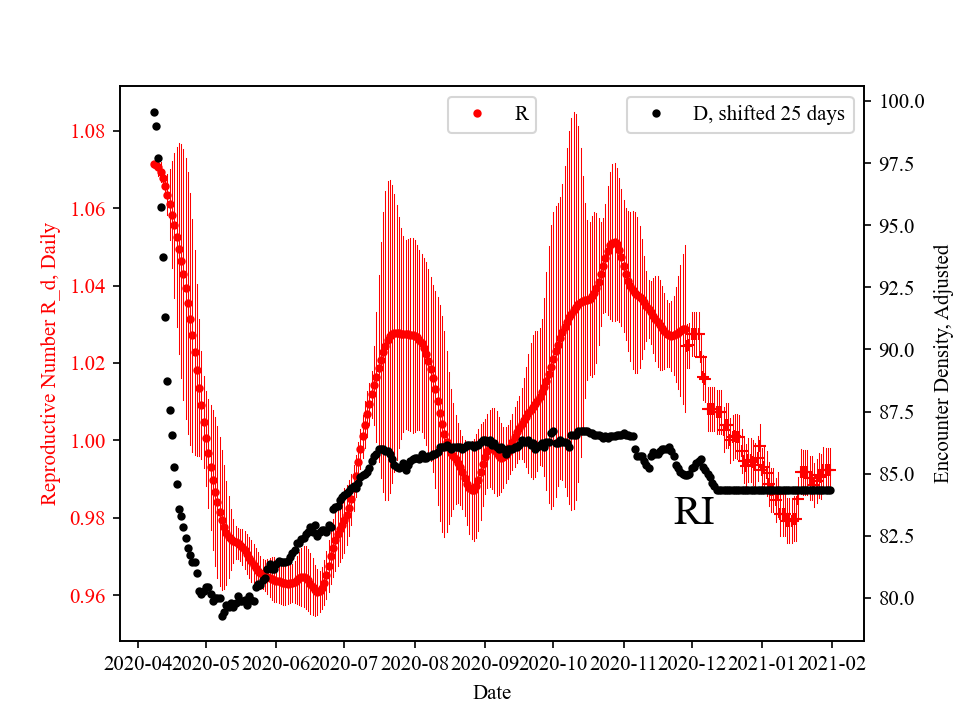 R
D, shifted 25 days
1.08
1.06
1.04
1.02
1.00
0.98
0.96
Reproductive Number R_d, Daily
100.0
97.5
95.0
92.5
90.0
87.5
85.0
82.5
80.0
Encounter Density, Adjusted
RI
2020-04 2020-05 2020-06 2020-07 2020-08 2020-09 2020-10 2020-11 2020-12 2021-01 2021-02
Date